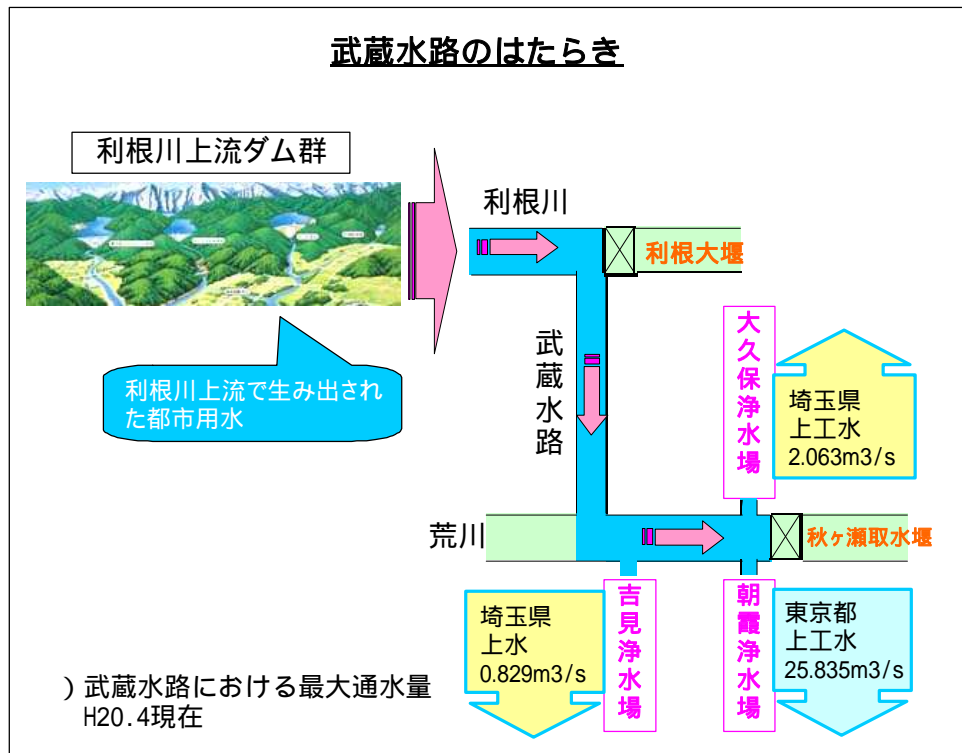 武蔵水路のはたらき
利根川上流ダム群
利根川上流で生み出され
た都市用水
利根川
利根大堰
武蔵水路
大久保浄水場
埼玉県
上工水
2.063m3/s
荒川
秋ヶ瀬取水堰
埼玉県
上水
0.829m3/s
吉見浄水場
朝霞浄水場
東京都
上工水
25.835m3/s
）武蔵水路における最大通水量
H20.4現在